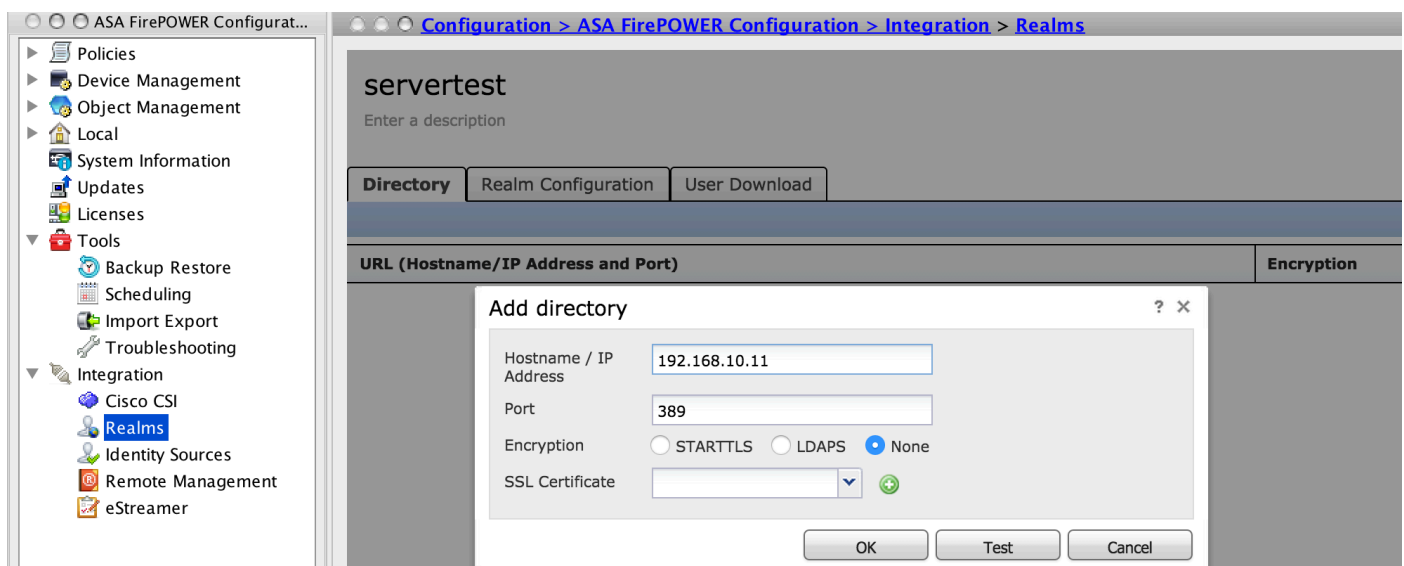 ASA FirePOWER Configurat...
Policies
Device Management
Object Management
Local
System Information
Updates
Licenses
Tools
Backup Restore
Scheduling
Import Export
Troubleshooting
Integration
Cisco CSI
Realms
Identity Sources
Remote Management
eStreamer
Configuration > ASA FirePOWER Configuration > Integration > Realms
servertest
Enter a description
Directory Realm Configuration User Download
URL (Hostname/IP Address and Port) Encryption
Add directory ?
Hostname / IP
Address
192.168.10.11
Port 389
Encryption STARTTLS LDAPS None
SSL Certificate
OK Test Cancel